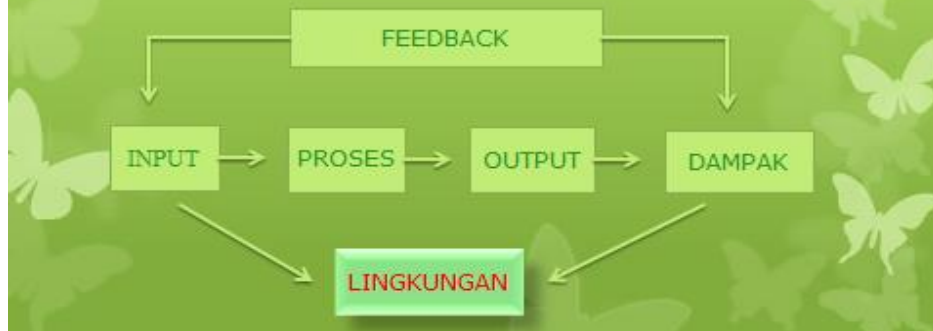 FEEDBACK
INPUT
PROSES
OUTPUT
DAMPAK
LINGKUNGAN